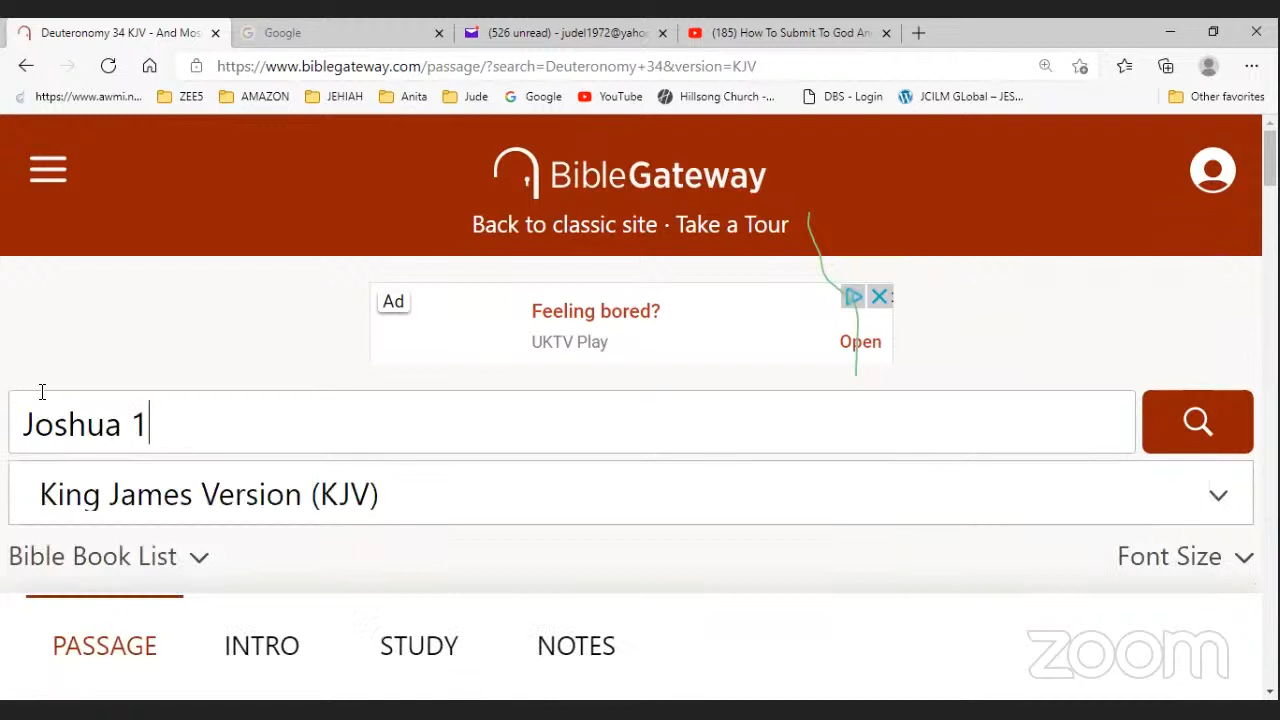 Deuteronomy 34 KJV - And Mos
Google
(526 unread) - judel1972@yaho
(185) How To Submit To God An
https://www.biblegateway.com/passage/?search=Deuteronomy+34&version=KJV
https://www.awmi.n...
ZEE5
AMAZON
JEHIAH
Anita
Jude
Google
YouTube
Hillsong Church -...
DBS - Login
JCILM GLobal – JES...
Other favorites
BibleGateway
Back to classic site · Take a Tour
Ad
Feeling bored?
UKTV Play
Open
Joshua 1
King James Version (KJV)
Bible Book List
Font Size
PASSAGE
INTRO
STUDY
NOTES
zoom